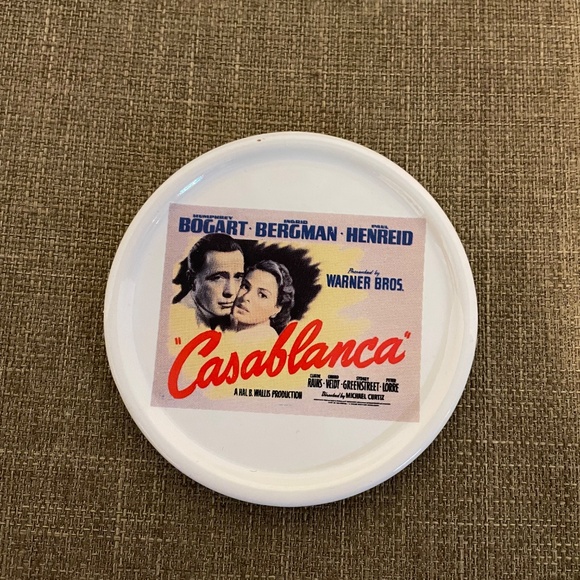 HUMPHREY INGRID PAUL
BOGART · BERGMAN · HENREID
Presented by
WARNER BROS.
"Casablanca"
CLAUDE CONRAD SYDNEY PETER
RAINS · VEIDT · GREENSTREET · LORRE
A HAL B. WALLIS PRODUCTION
Directed by MICHAEL CURTIZ